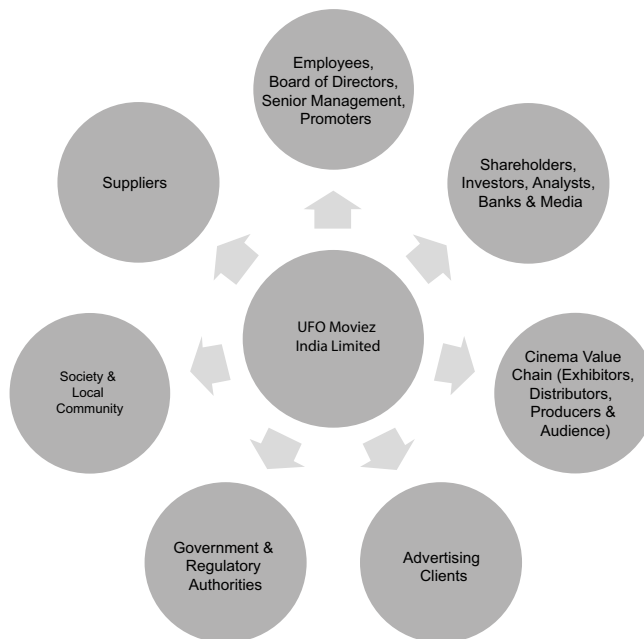 Employees,
Board of Directors,
Senior Management,
Promoters
Suppliers
Shareholders,
Investors, Analysts,
Banks & Media
UFO Moviez
India Limited
Society &
Local
Community
Cinema Value
Chain (Exhibitors,
Distributors,
Producers &
Audience)
Government &
Regulatory
Authorities
Advertising
Clients